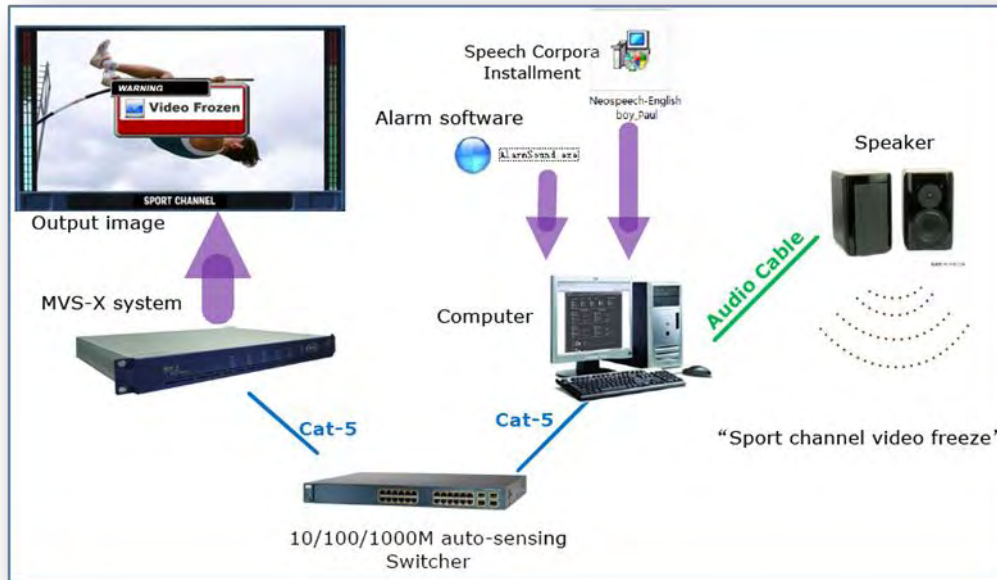 WARNING
Video Frozen
SPORT CHANNEL
Output image
Speech Corpora
Installment
Neospeech-English
boy_Paul
Alarm software
AlarmSound.exe
Speaker
MVS-X system
Computer
Audio Cable
Cat-5
Cat-5
“Sport channel video freeze”
10/100/1000M auto-sensing
Switcher